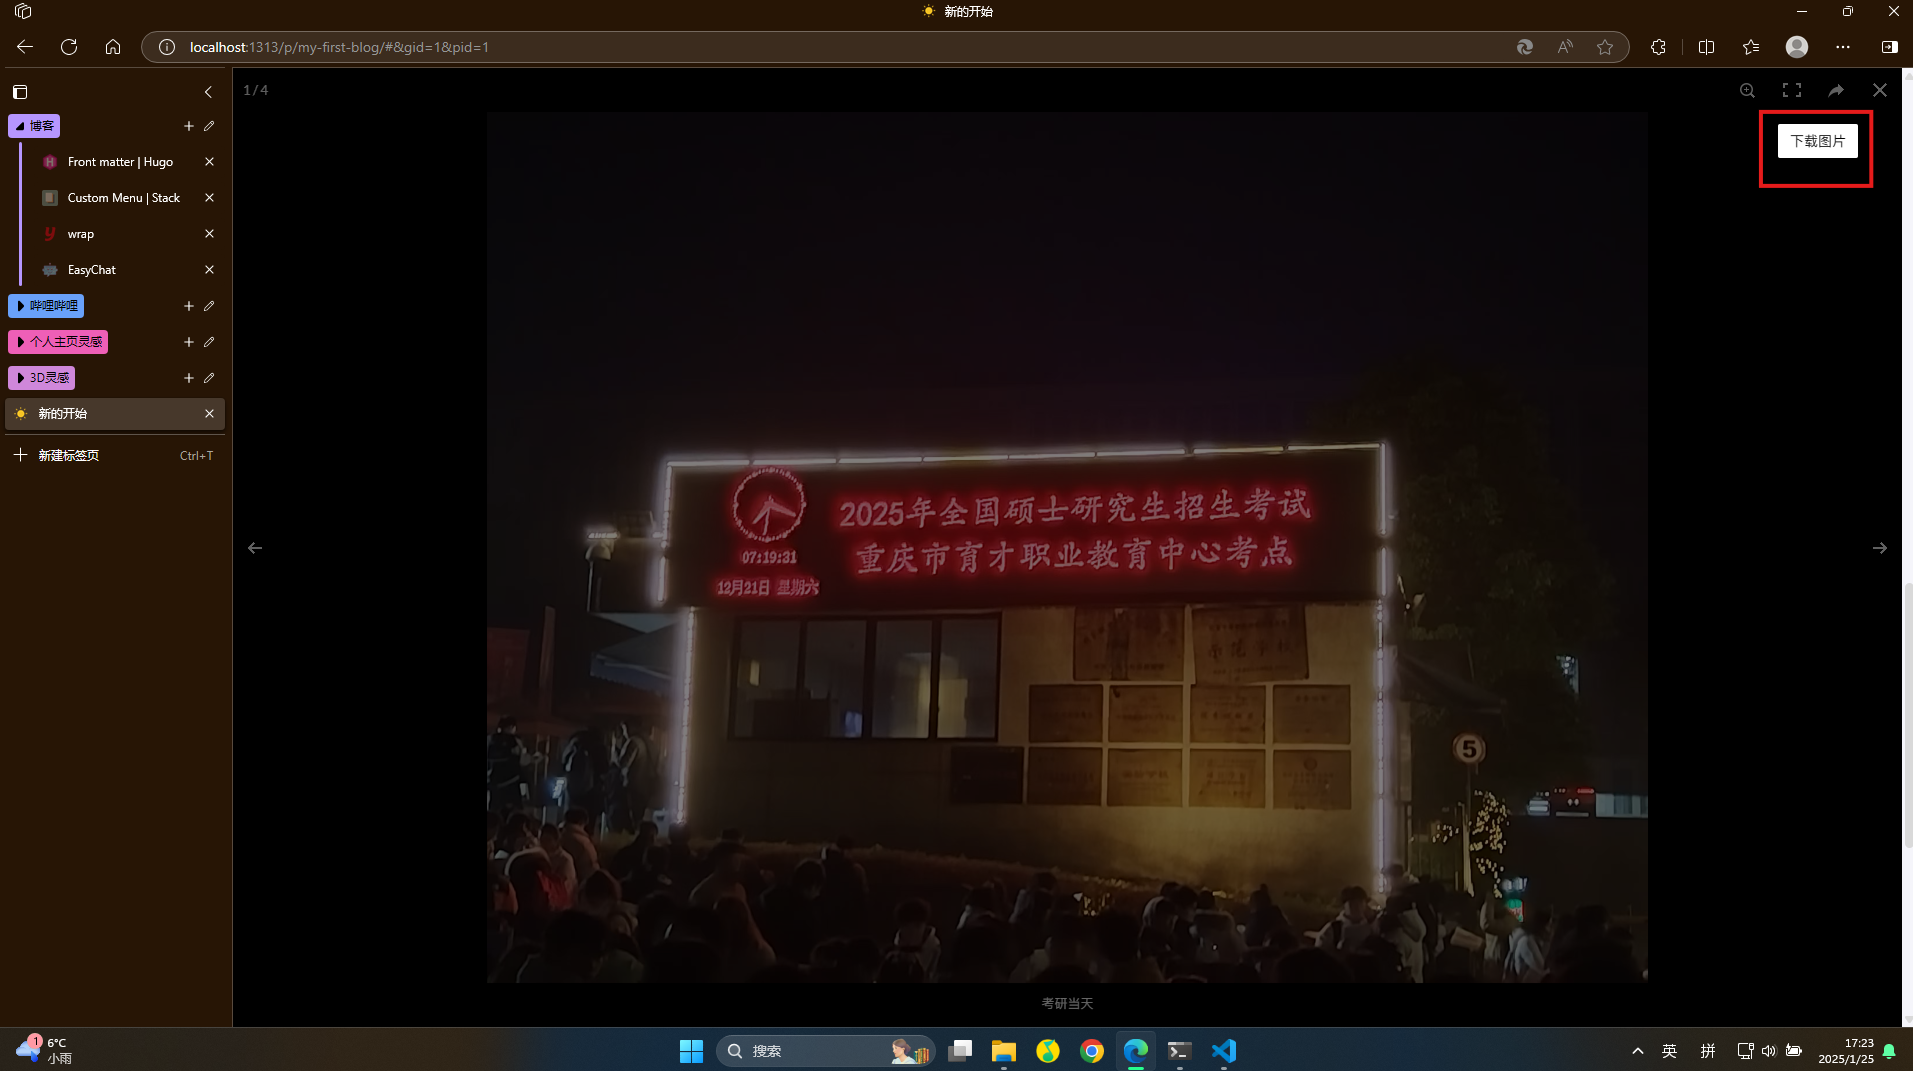 新的开始
localhost:1313/p/my-first-blog/#&gid=1&pid=1
1 / 4
博客
下载图片
Front matter | Hugo
Custom Menu | Stack
wrap
EasyChat
哔哩哔哩
个人主页灵感
3D灵感
新的开始
新建标签页 Ctrl+T
2025年全国硕士研究生招生考试
重庆市育才职业教育中心考点
07:19:31
12月21日 星期六
5
考研当天
1
6°C
小雨
搜索
英
拼
17:23
2025/1/25